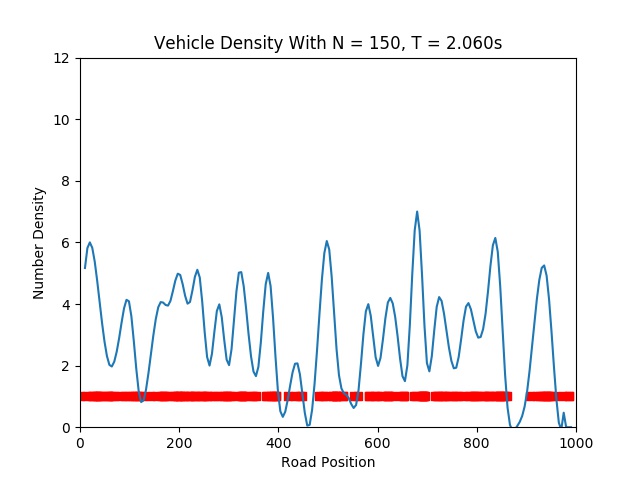 Vehicle Density With N = 150, T = 2.060s
12
10
8
6
4
2
0
Number Density
0 200 400 600 800 1000
Road Position